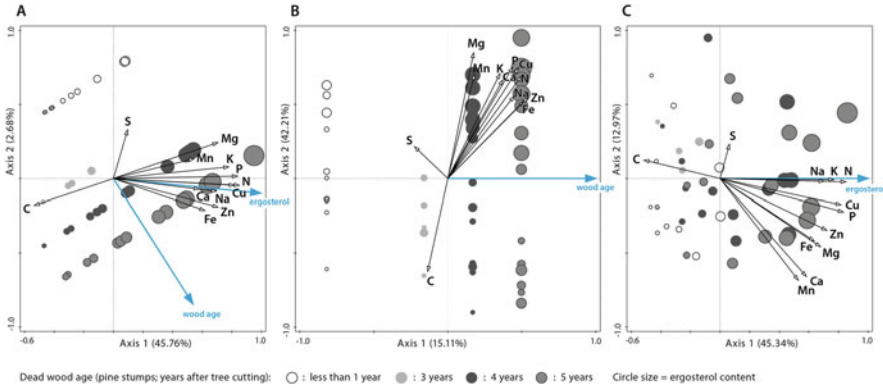 A
B
C
1.0
1.0
1.0
Axis 2 (2.68%)
Axis 2 (42.21%)
Axis 2 (12.97%)
S
Mg
Mn
K
P
N
Cu
Ca
Na
Zn
Fe
C
ergosterol
wood age
Mg
Mn
K
P
Cu
Ca
N
Na
Zn
Fe
S
wood age
C
S
C
Na K N
ergosterol
Cu
P
Zn
Fe
Mg
Ca
Mn
-1.0
-1.0
-1.0
-0.6 Axis 1 (45.76%) 1.0
-0.6 Axis 1 (15.11%) 1.0
-0.6 Axis 1 (45.34%) 1.0
Dead wood age (pine stumps; years after tree cutting): : less than 1 year : 3 years : 4 years : 5 years Circle size = ergosterol content